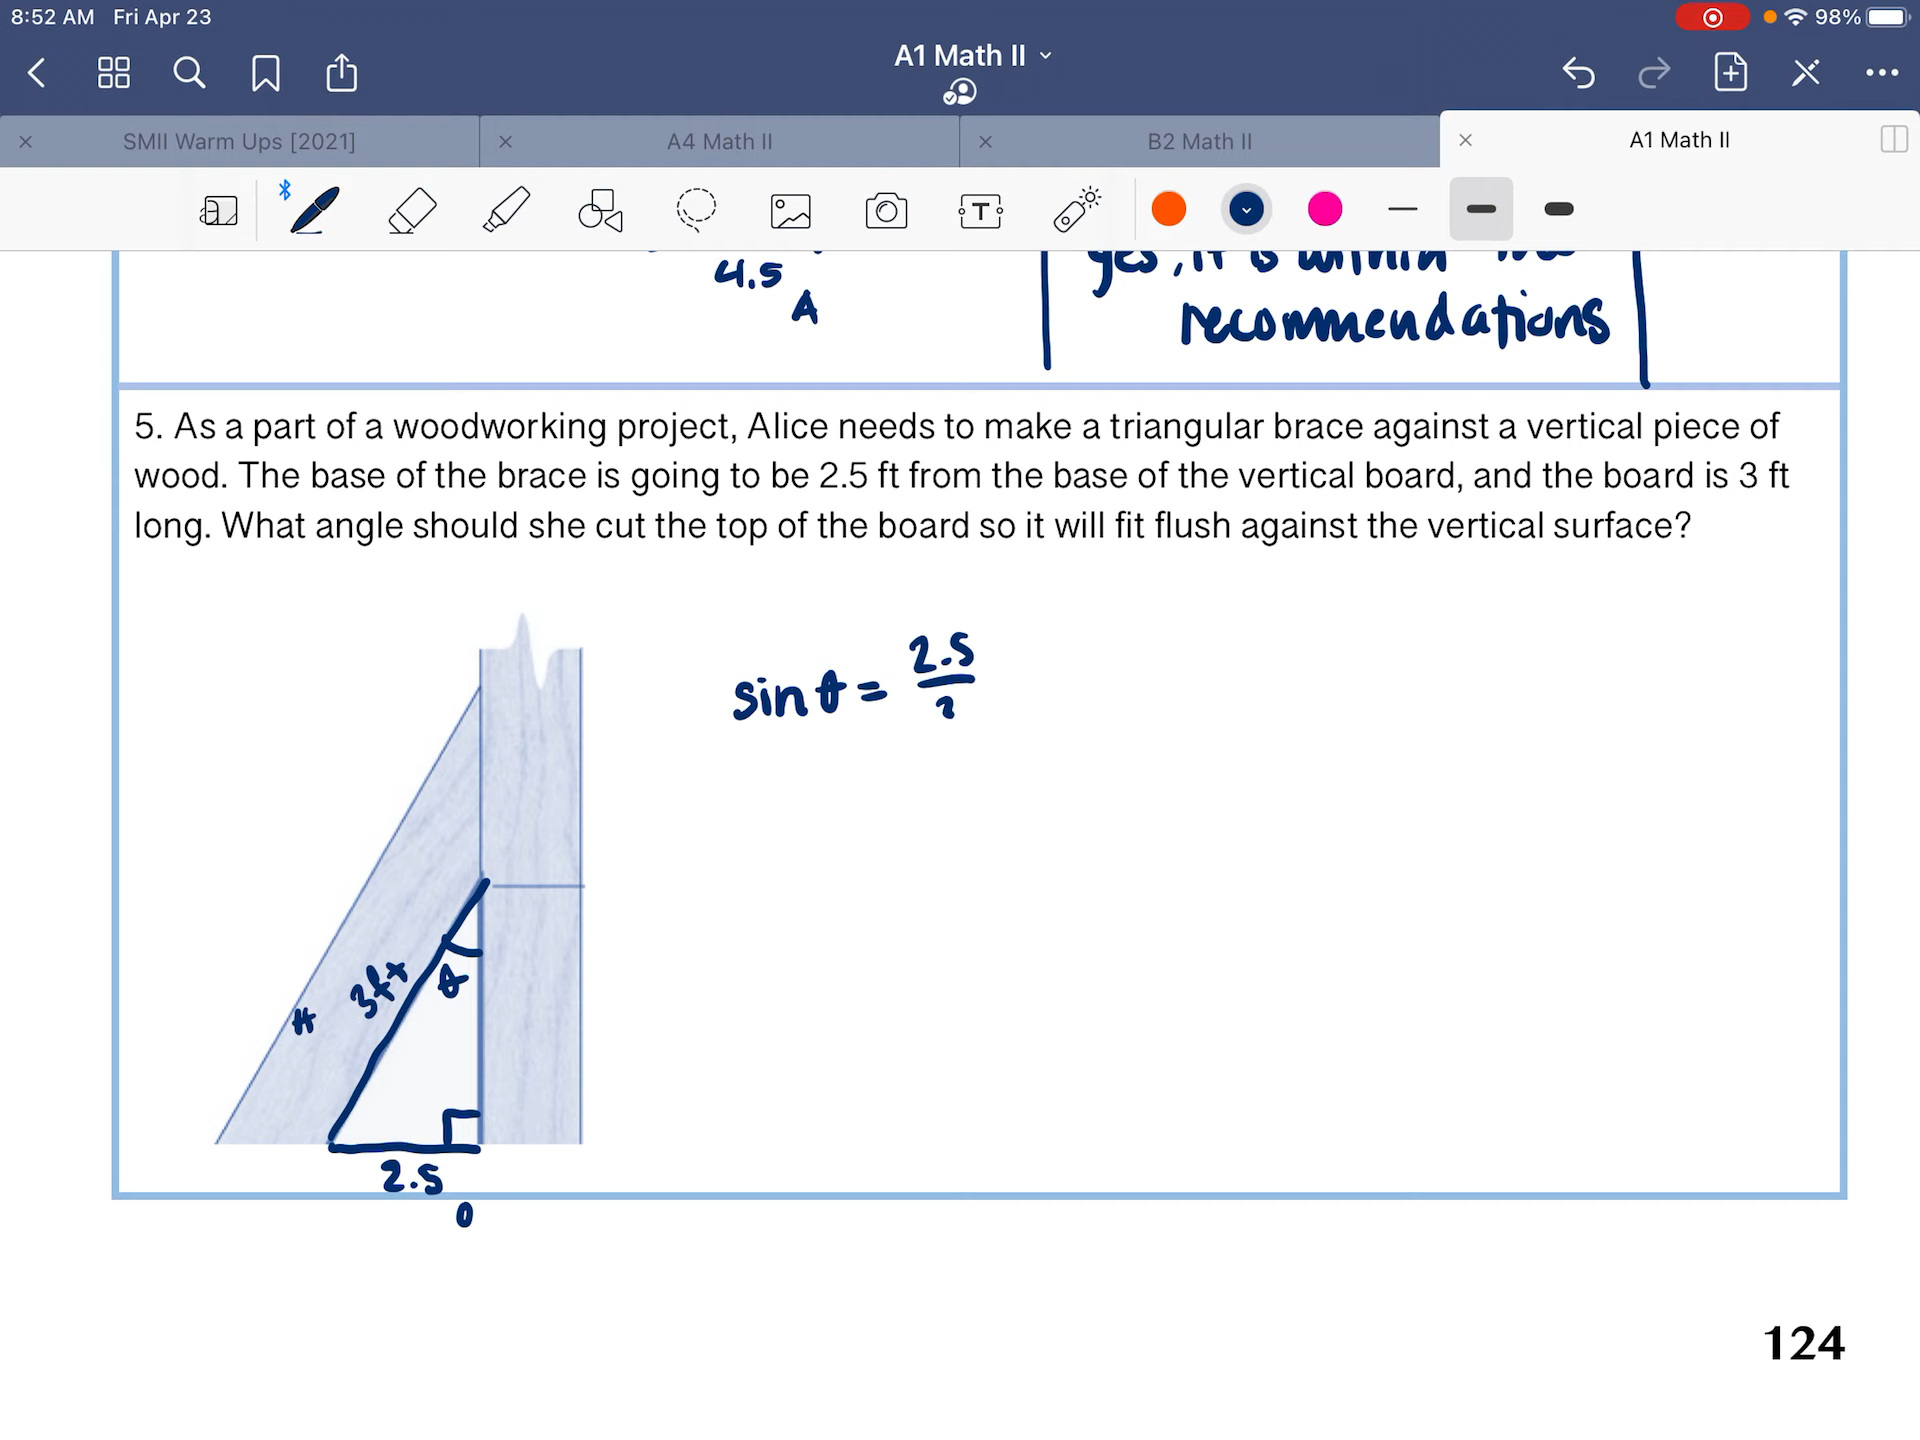 8:52 AM Fri Apr 23
98%
A1 Math II
SMII Warm Ups [2021]
A4 Math II
B2 Math II
A1 Math II
4.5
A
yes, it is within
recommendations
5. As a part of a woodworking project, Alice needs to make a triangular brace against a vertical piece of
wood. The base of the brace is going to be 2.5 ft from the base of the vertical board, and the board is 3 ft
long. What angle should she cut the top of the board so it will fit flush against the vertical surface?
sin θ = 2.5
3ft
θ
H
2.5
O
124